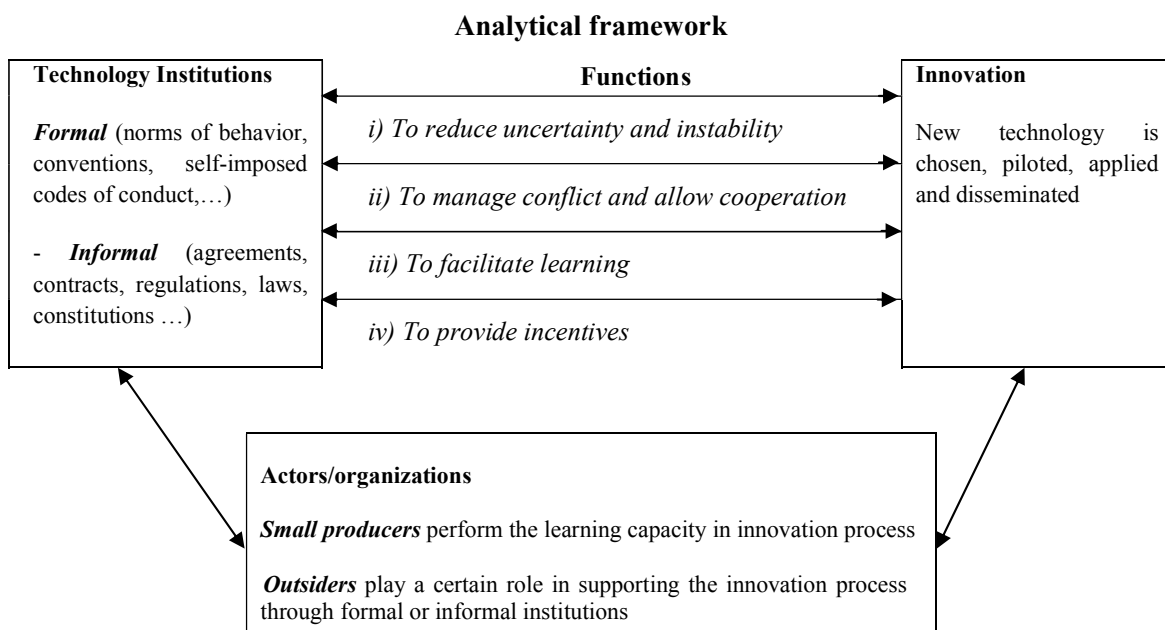 Analytical framework
Technology Institutions
Formal (norms of behavior,
conventions, self-imposed
codes of conduct,…)
- Informal (agreements,
contracts, regulations, laws,
constitutions …)
Functions
i) To reduce uncertainty and instability
ii) To manage conflict and allow cooperation
iii) To facilitate learning
iv) To provide incentives
Innovation
New technology is
chosen, piloted, applied
and disseminated
Actors/organizations
Small producers perform the learning capacity in innovation process
Outsiders play a certain role in supporting the innovation process
through formal or informal institutions